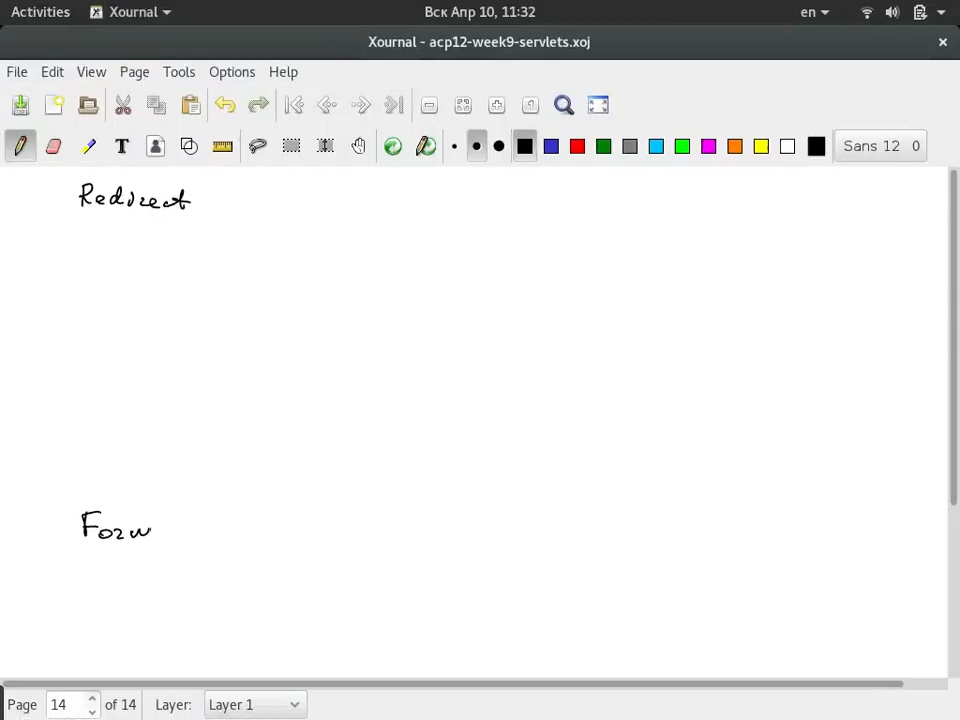 Activities Xournal Вск Апр 10, 11:32 en
Xournal - acp12-week9-servlets.xoj
File Edit View Page Tools Options Help
T Sans 12 0
Redirect
Forw
Page 14 of 14 Layer: Layer 1